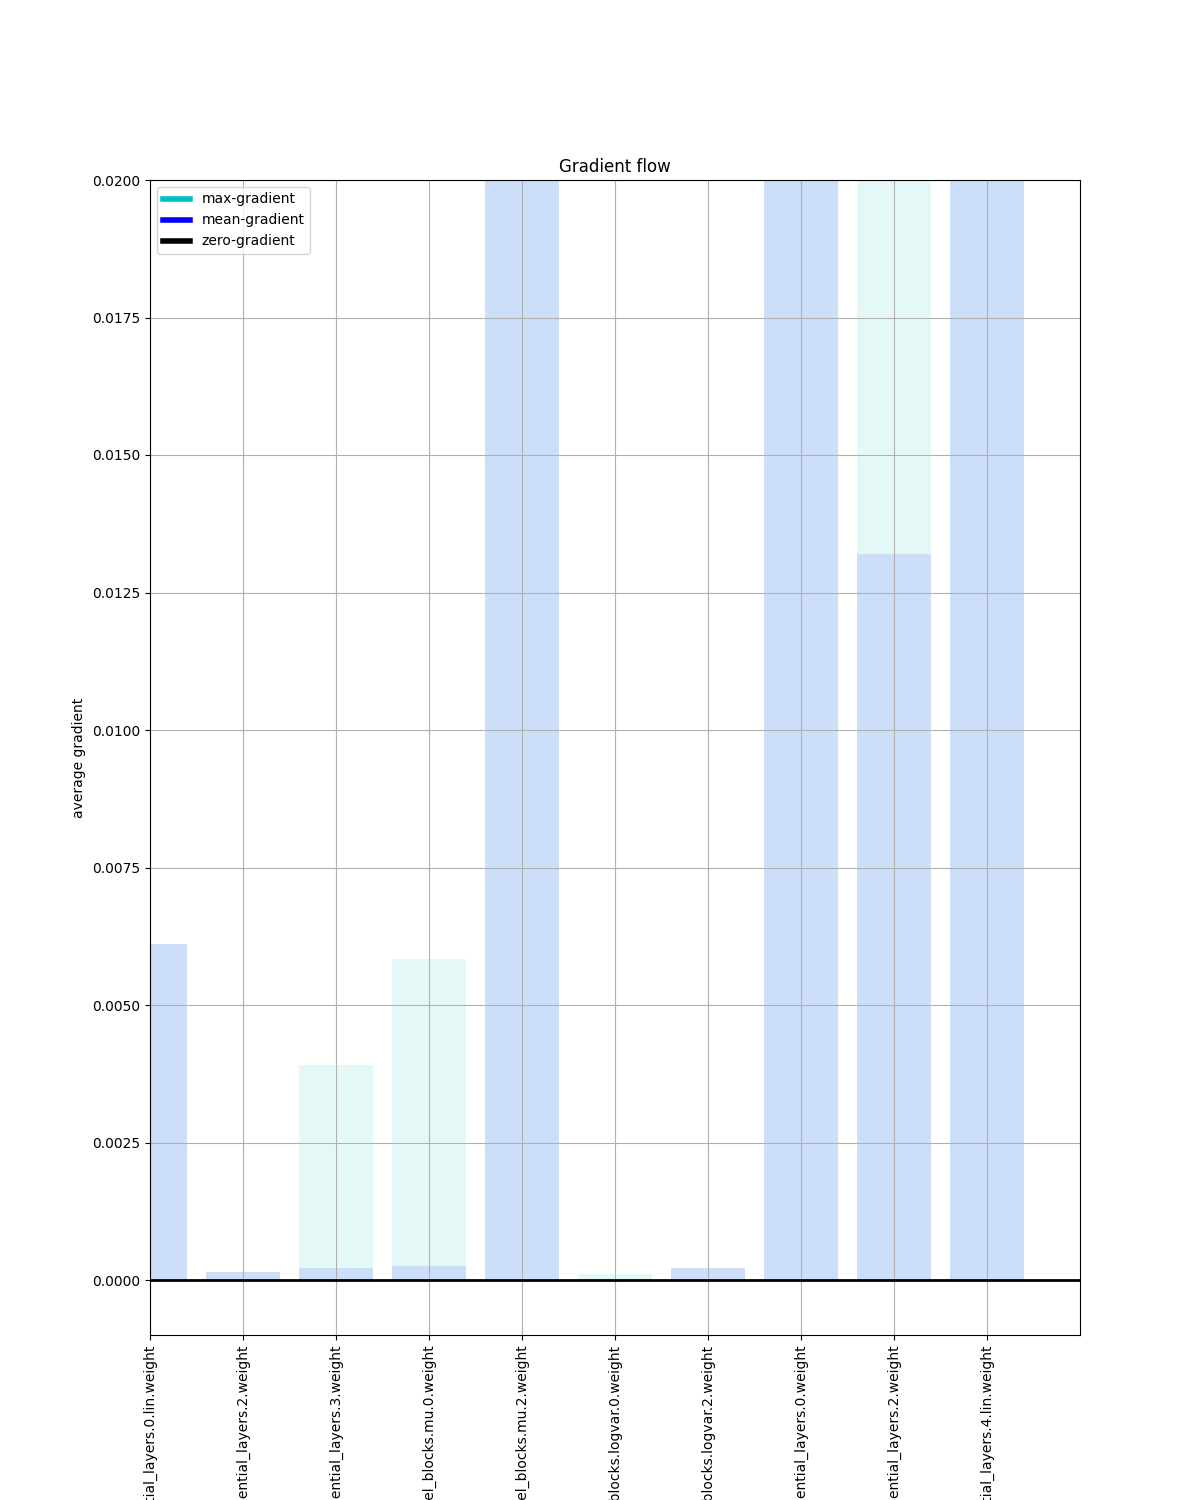 Gradient flow
max-gradient
mean-gradient
zero-gradient
0.0200
0.0175
0.0150
0.0125
0.0100
0.0075
0.0050
0.0025
0.0000
average gradient
tial_layers.0.lin.weight
ential_layers.2.weight
ential_layers.3.weight
el_blocks.mu.0.weight
el_blocks.mu.2.weight
blocks.logvar.0.weight
blocks.logvar.2.weight
ential_layers.0.weight
ential_layers.2.weight
tial_layers.4.lin.weight